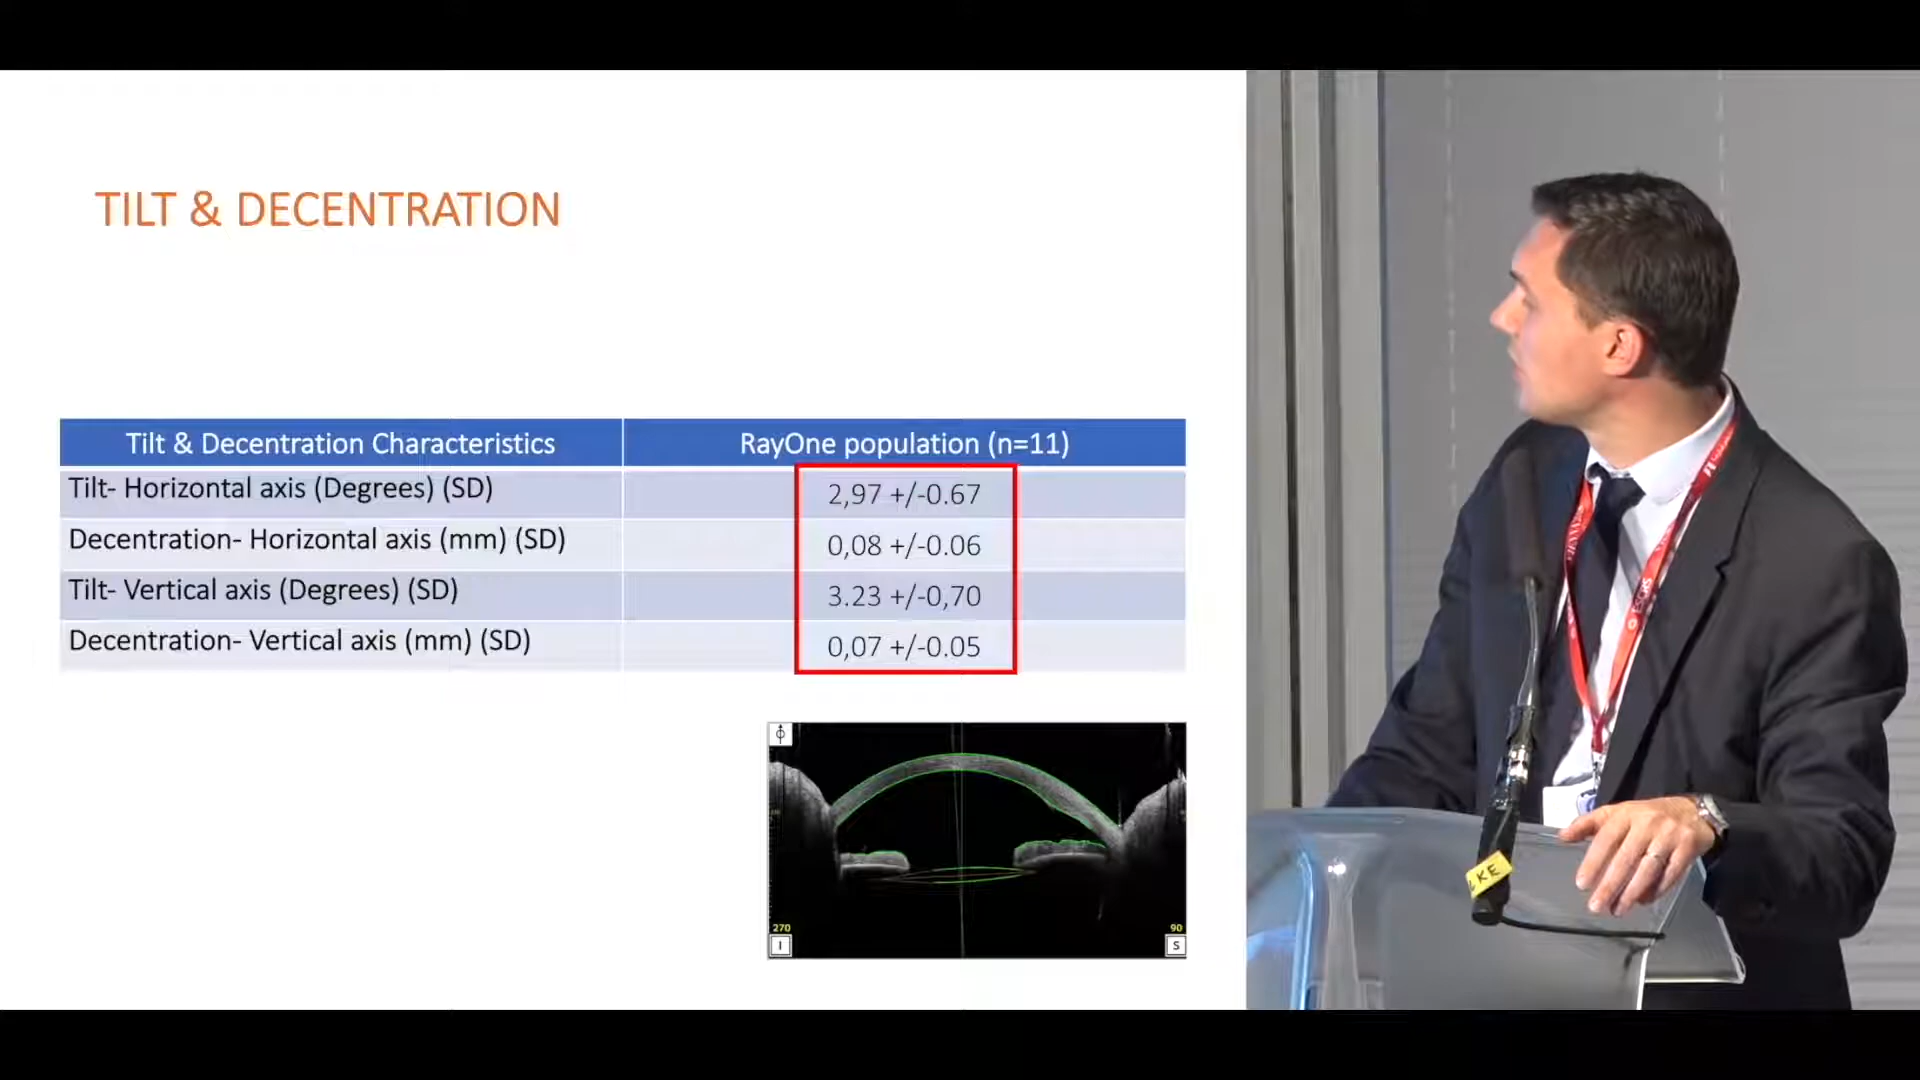 TILT & DECENTRATION
Tilt & Decentration Characteristics
RayOne population (n=11)
Tilt- Horizontal axis (Degrees) (SD)
2,97 +/-0.67
Decentration- Horizontal axis (mm) (SD)
0,08 +/-0.06
Tilt- Vertical axis (Degrees) (SD)
3.23 +/-0,70
Decentration- Vertical axis (mm) (SD)
0,07 +/-0.05
270
90
I
S
ESCRS
KE